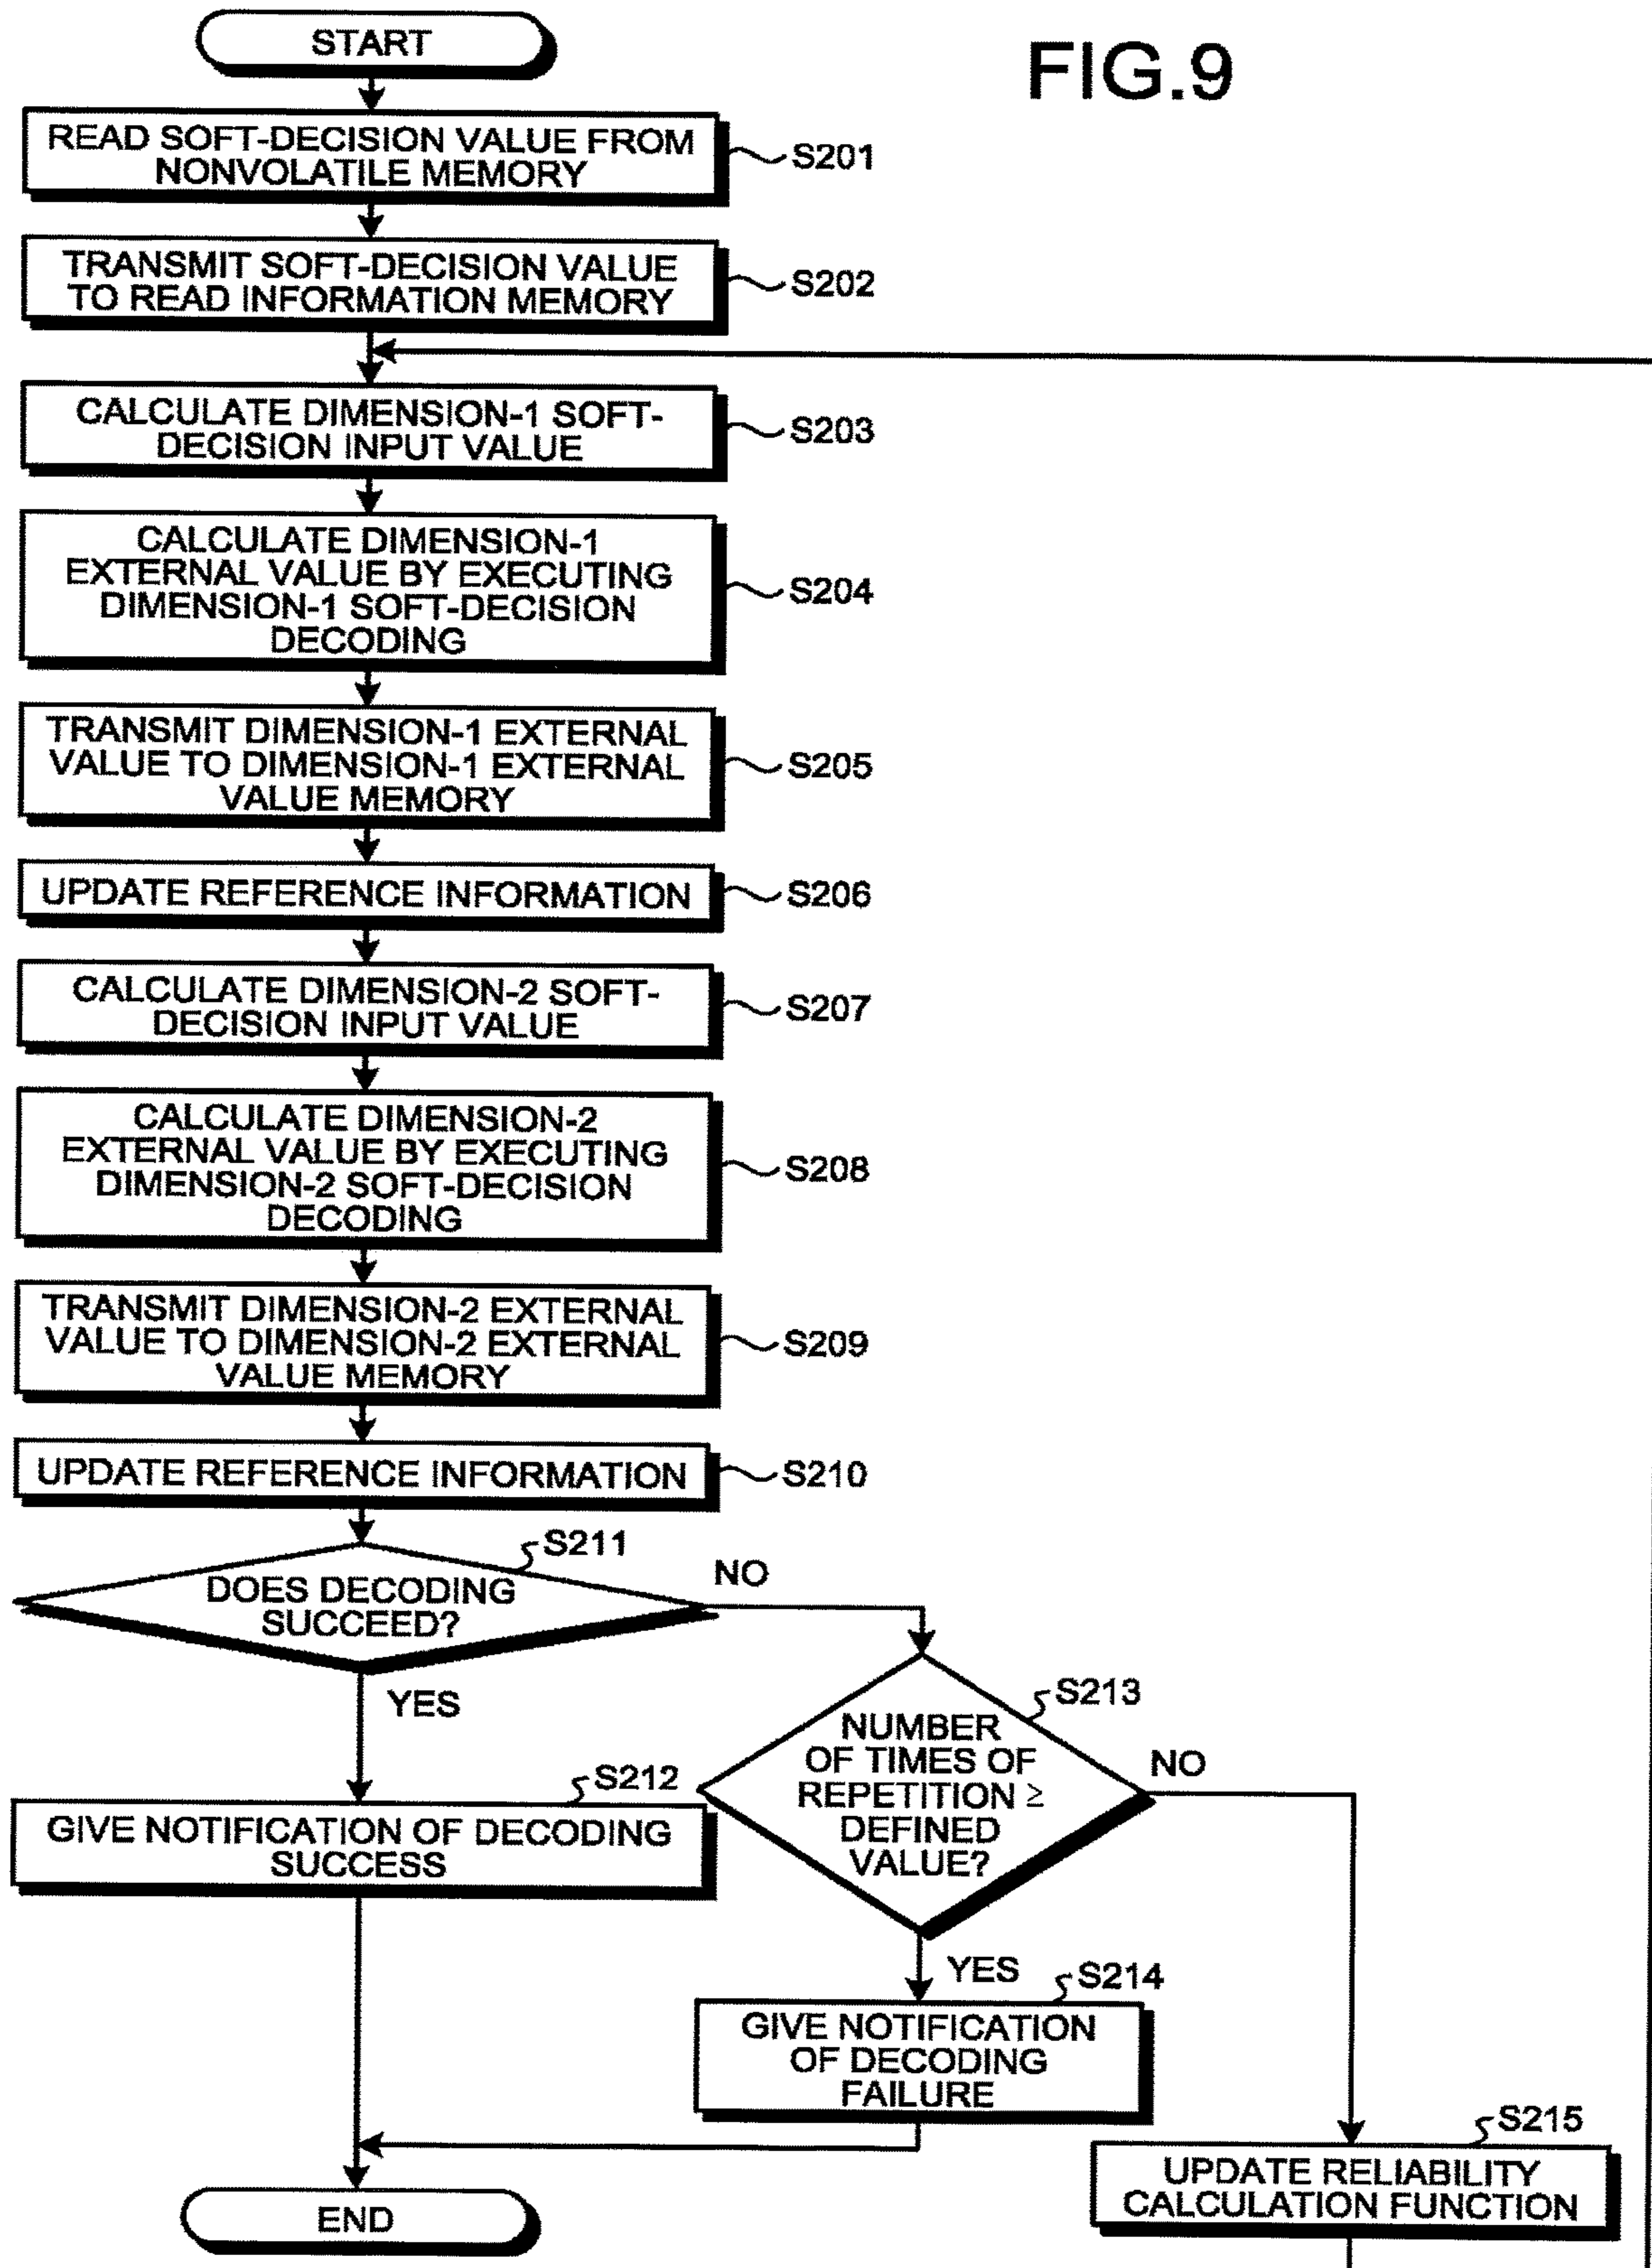 FIG.9
START
READ SOFT-DECISION VALUE FROM
NONVOLATILE MEMORY
S201
TRANSMIT SOFT-DECISION VALUE
TO READ INFORMATION MEMORY
S202
CALCULATE DIMENSION-1 SOFT-
DECISION INPUT VALUE
S203
CALCULATE DIMENSION-1
EXTERNAL VALUE BY EXECUTING
DIMENSION-1 SOFT-DECISION
DECODING
S204
TRANSMIT DIMENSION-1 EXTERNAL
VALUE TO DIMENSION-1 EXTERNAL
VALUE MEMORY
S205
UPDATE REFERENCE INFORMATION
S206
CALCULATE DIMENSION-2 SOFT-
DECISION INPUT VALUE
S207
CALCULATE DIMENSION-2
EXTERNAL VALUE BY EXECUTING
DIMENSION-2 SOFT-DECISION
DECODING
S208
TRANSMIT DIMENSION-2 EXTERNAL
VALUE TO DIMENSION-2 EXTERNAL
VALUE MEMORY
S209
UPDATE REFERENCE INFORMATION
S210
S211
DOES DECODING
SUCCEED?
NO
YES
S213
NUMBER
OF TIMES OF
REPETITION ≥
DEFINED
VALUE?
NO
S212
GIVE NOTIFICATION OF DECODING
SUCCESS
YES
S214
GIVE NOTIFICATION
OF DECODING
FAILURE
S215
UPDATE RELIABILITY
CALCULATION FUNCTION
END